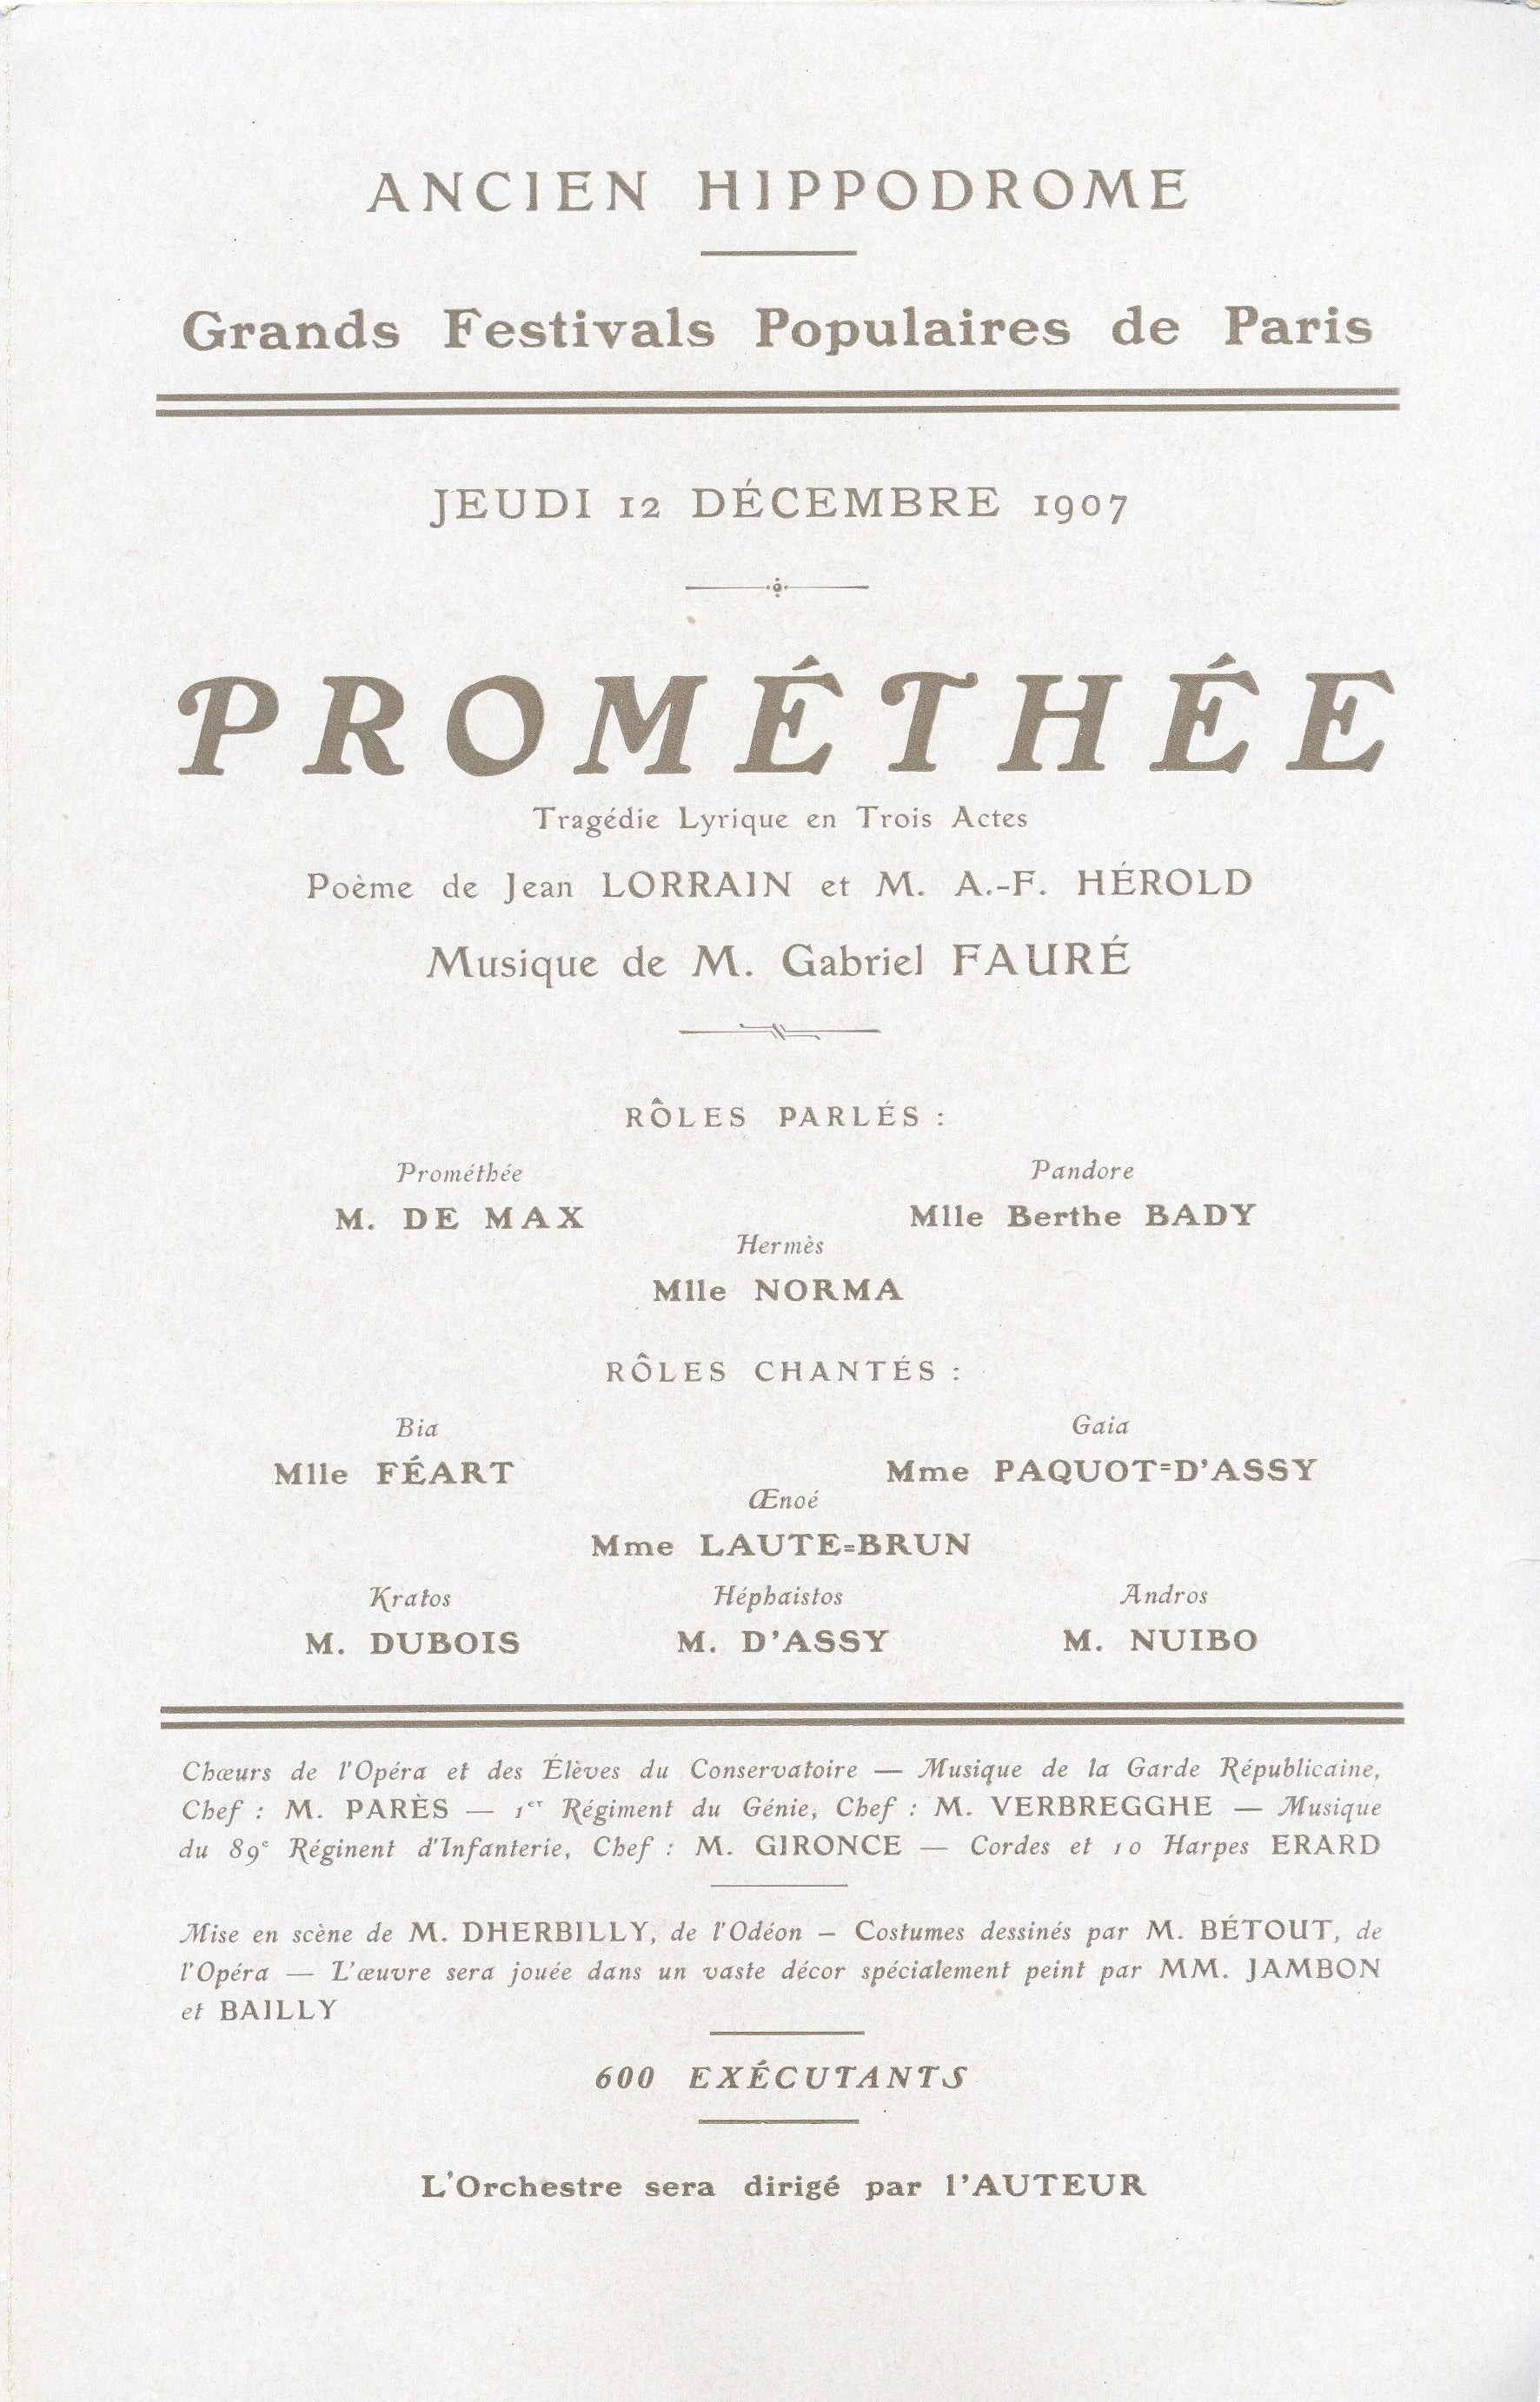 ANCIEN HIPPODROME
Grands Festivals Populaires de Paris
JEUDI 12 DÉCEMBRE 1907
PROMÉTHÉE
Tragédie Lyrique en Trois Actes
Poème de Jean LORRAIN et M. A.-F. HÉROLD
Musique de M. Gabriel FAURÉ
RÔLES PARLÉS :
Prométhée Pandore
M. DE MAX Mlle Berthe BADY
Hermès
Mlle NORMA
RÔLES CHANTÉS :
Bia Gaia
Mlle FÉART Mme PAQUOT=D'ASSY
Œnoé
Mme LAUTE=BRUN
Kratos Héphaistos Andros
M. DUBOIS M. D'ASSY M. NUIBO
Chœurs de l'Opéra et des Élèves du Conservatoire — Musique de la Garde Républicaine,
Chef : M. PARÈS — 1er Régiment du Génie, Chef : M. VERBREGGHE — Musique
du 89e Réginent d'Infanterie, Chef : M. GIRONCE — Cordes et 10 Harpes ERARD
Mise en scène de M. DHERBILLY, de l'Odéon — Costumes dessinés par M. BÉTOUT, de
l'Opéra — L'œuvre sera jouée dans un vaste décor spécialement peint par MM. JAMBON
et BAILLY
600 EXÉCUTANTS
L'Orchestre sera dirigé par l'AUTEUR